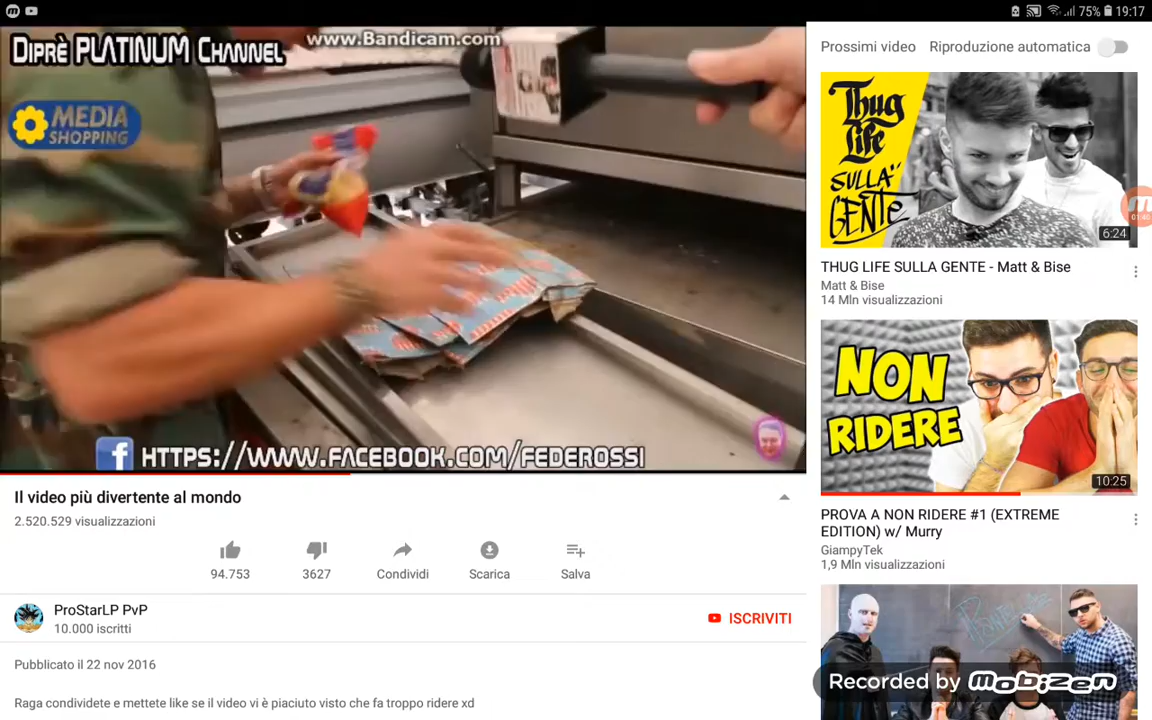 75% 19:17
DIPRÈ PLATINUM CHANNEL
www.Bandicam.com
MEDIA
SHOPPING
HTTPS://WWW.FACEBOOK.COM/FEDEROSSI
Il video più divertente al mondo
2.520.529 visualizzazioni
94.753
3627
Condividi
Scarica
Salva
ProStarLP PvP
10.000 iscritti
ISCRIVITI
Pubblicato il 22 nov 2016
Raga condividete e mettete like se il video vi è piaciuto visto che fa troppo ridere xd
Prossimi video Riproduzione automatica
Thug
Life
SULLA
GENTE
6:24
01:40
THUG LIFE SULLA GENTE - Matt & Bise
Matt & Bise
14 Mln visualizzazioni
NON
RIDERE
10:25
PROVA A NON RIDERE #1 (EXTREME
EDITION) w/ Murry
GiampyTek
1,9 Mln visualizzazioni
Recorded by mobizen